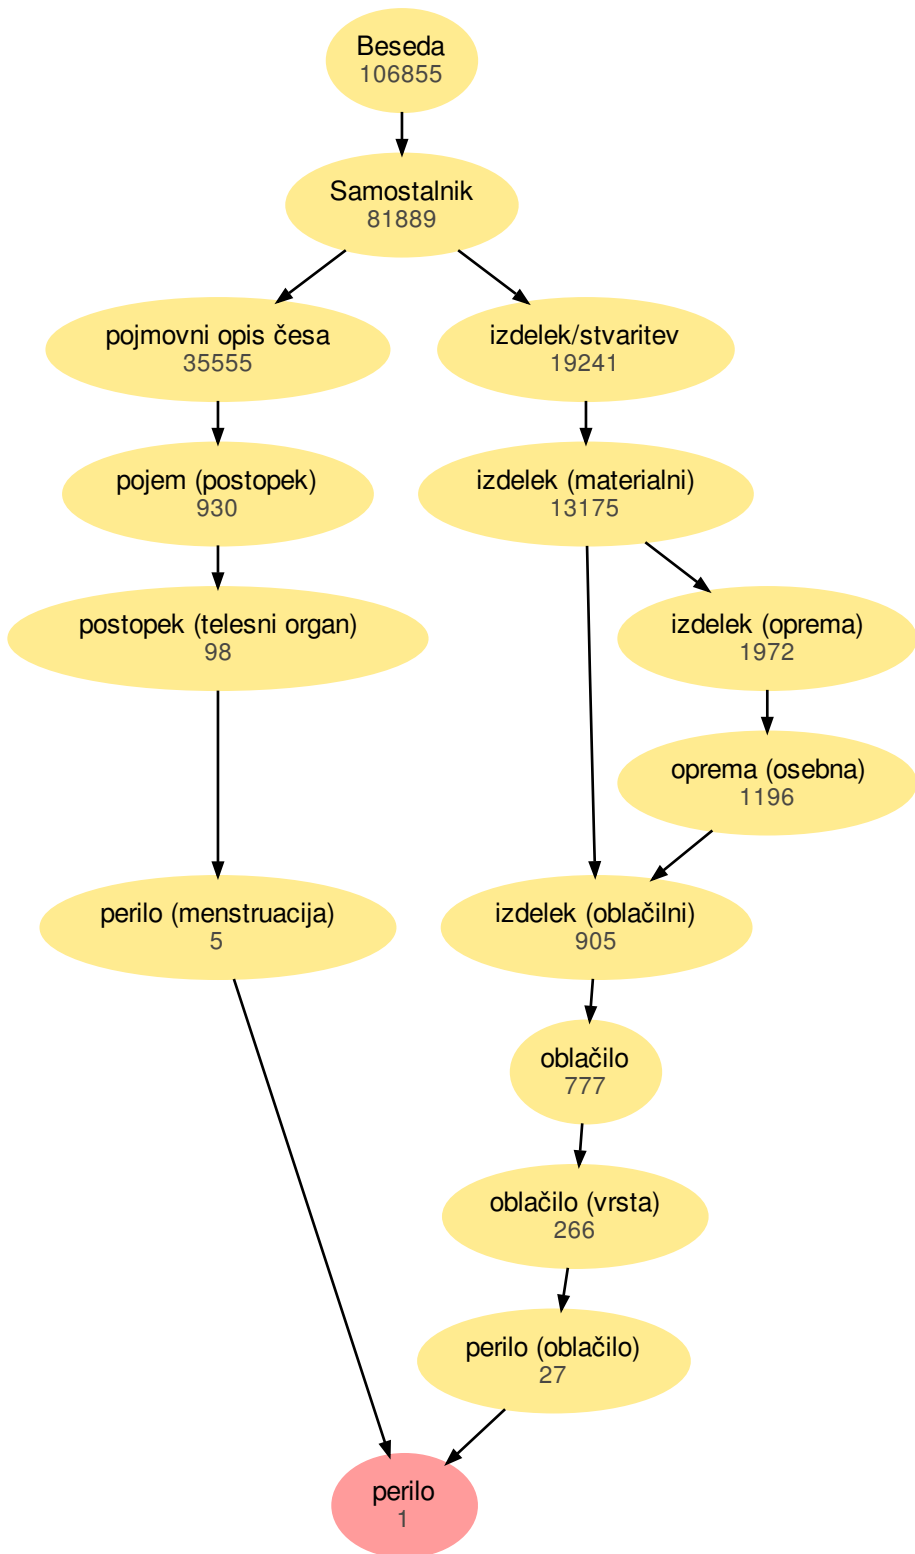 Beseda
106855
Samostalnik
81889
pojmovni opis česa
35555
izdelek/stvaritev
19241
pojem (postopek)
930
izdelek (materialni)
13175
postopek (telesni organ)
98
izdelek (oprema)
1972
oprema (osebna)
1196
perilo (menstruacija)
5
izdelek (oblačilni)
905
oblačilo
777
oblačilo (vrsta)
266
perilo (oblačilo)
27
perilo
1